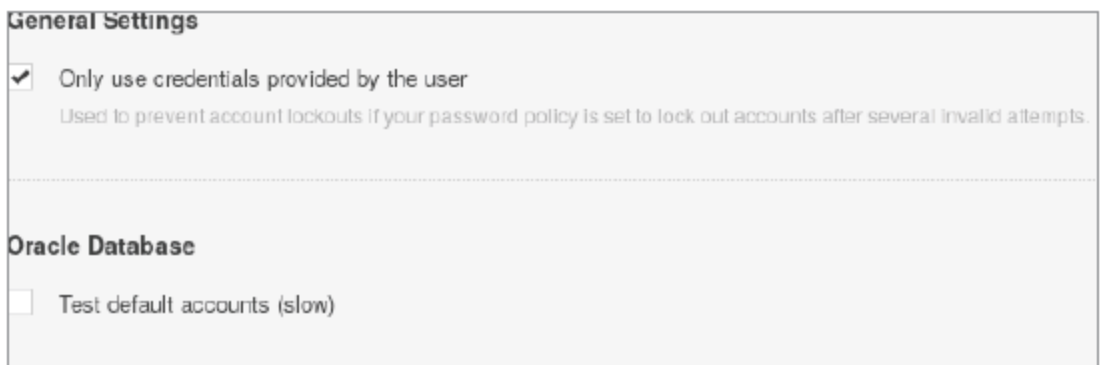 General Settings
Only use credentials provided by the user
Used to prevent account lockouts if your password policy is set to lock out accounts after several invalid attempts.
Oracle Database
Test default accounts (slow)